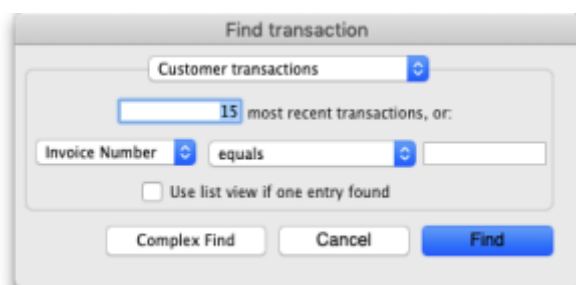 Find transaction
Customer transactions
15 most recent transactions, or:
Invoice Number equals
Use list view if one entry found
Complex Find Cancel Find